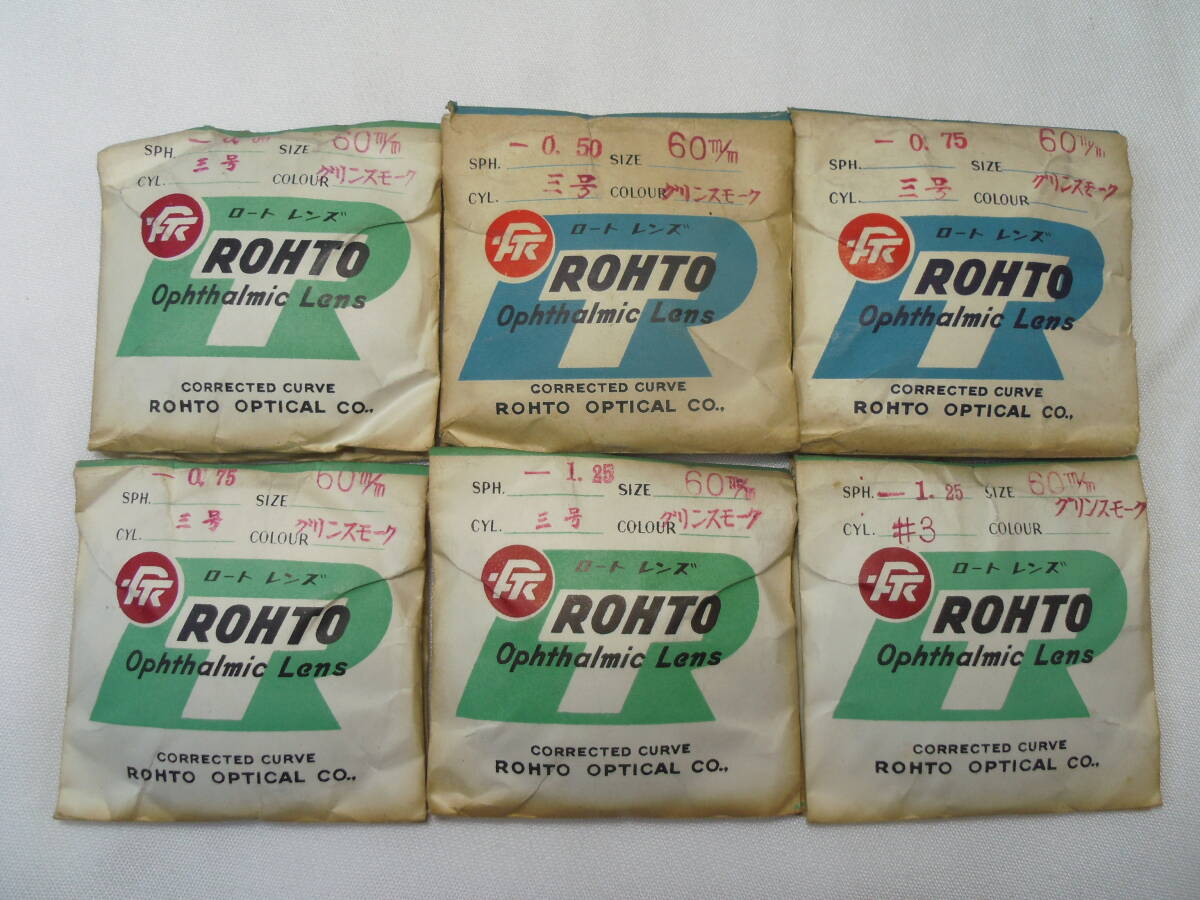 SPH. SIZE 60 m/m
三号
CYL. COLOUR グリンスモーク
ロート レンズ
ROHTO
Ophthalmic Lens
CORRECTED CURVE
ROHTO OPTICAL CO.,
SPH. - 0. 50 SIZE 60 m/m
CYL. 三号 COLOUR グリンスモーク
ロート レンズ
ROHTO
Ophthalmic Lens
CORRECTED CURVE
ROHTO OPTICAL CO.,
SPH. - 0. 75 SIZE 60 m/m
CYL. 三号 COLOUR グリンスモーク
ロート レンズ
ROHTO
Ophthalmic Lens
CORRECTED CURVE
ROHTO OPTICAL CO.,
SPH. - 0. 75 SIZE 60 m/m
CYL. 三号 COLOUR グリンスモーク
ロート レンズ
ROHTO
Ophthalmic Lens
CORRECTED CURVE
ROHTO OPTICAL CO.,
SPH. - 1. 25 SIZE 60 m/m
CYL. 三号 COLOUR グリンスモーク
ロート レンズ
ROHTO
Ophthalmic Lens
CORRECTED CURVE
ROHTO OPTICAL CO.,
SPH. - 1. 25 SIZE 60 m/m
CYL. #3 COLOUR グリンスモーク
ロート レンズ
ROHTO
Ophthalmic Lens
CORRECTED CURVE
ROHTO OPTICAL CO.,